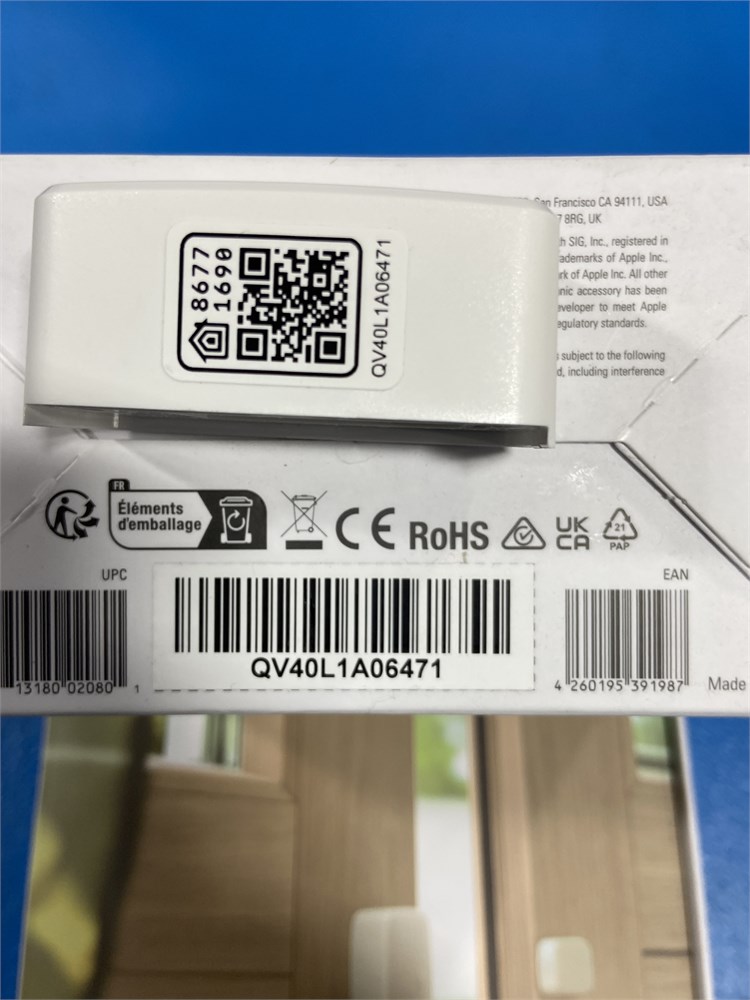 San Francisco CA 94111, USA
7 8RG, UK
h SIG, Inc., registered in
ademarks of Apple Inc.,
rk of Apple Inc. All other
nic accessory has been
eveloper to meet Apple
egulatory standards.
subject to the following
d, including interference
8677
1690
QV40L1A06471
FR
Éléments
d'emballage
CE RoHS
UK
CA
21
PAP
UPC
13180 02080 1
QV40L1A06471
EAN
4 260195 391987
Made